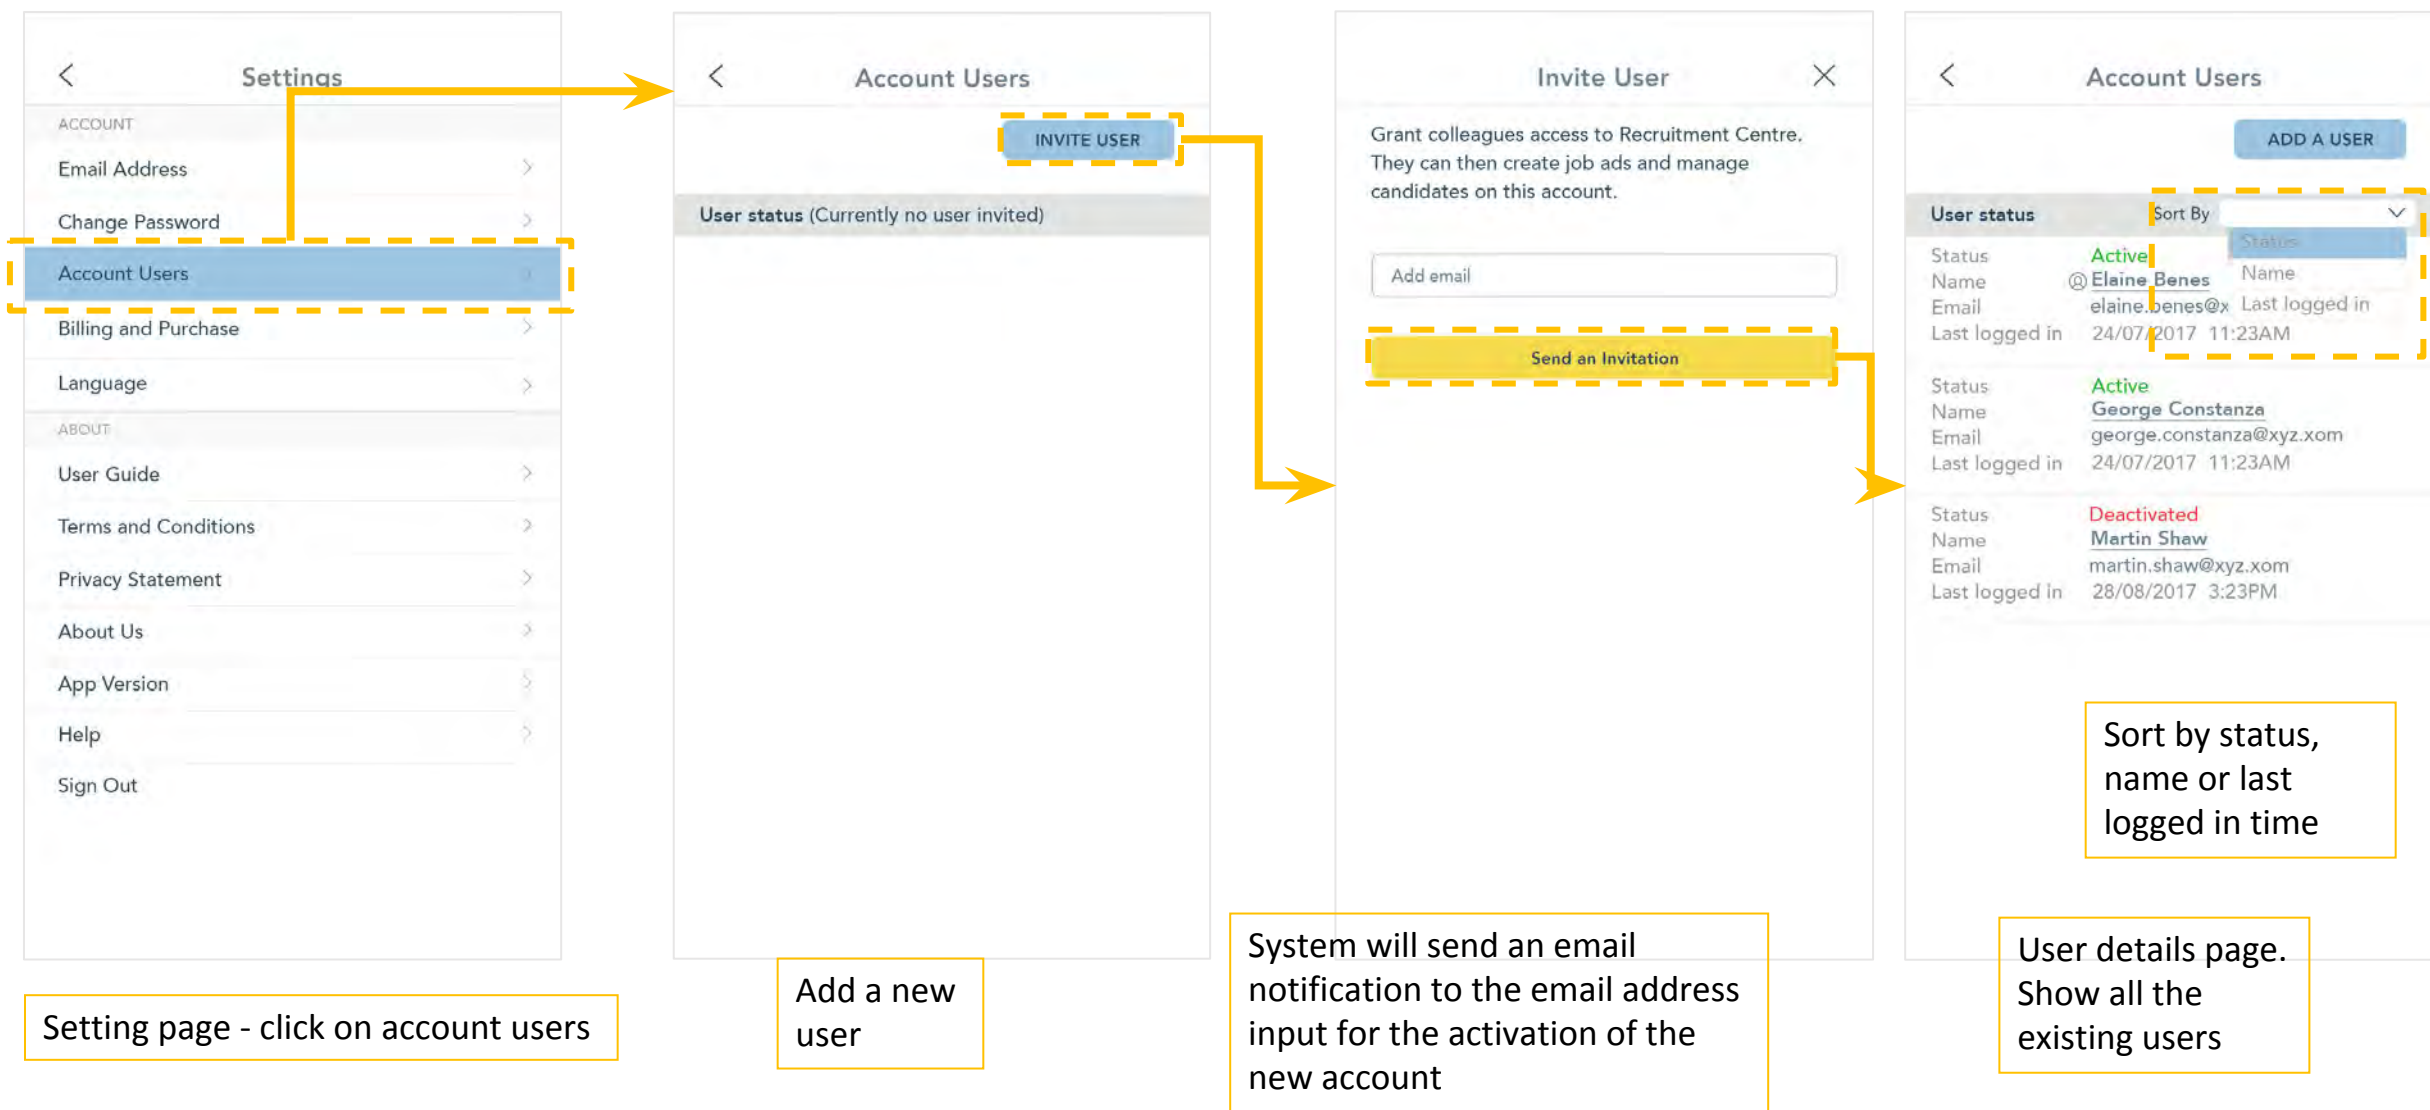 Settings
ACCOUNT
Email Address
Change Password
Account Users
Billing and Purchase
Language
ABOUT
User Guide
Terms and Conditions
Privacy Statement
About Us
App Version
Help
Sign Out
Setting page - click on account users
Account Users
INVITE USER
User status (Currently no user invited)
Add a new
user
Invite User
Grant colleagues access to Recruitment Centre.
They can then create job ads and manage
candidates on this account.
Add email
Send an Invitation
System will send an email
notification to the email address
input for the activation of the
new account
Account Users
ADD A USER
User status Sort By
Status
Name
Last logged in
Status Active
Name Elaine Benes
Email elaine.benes@x
Last logged in 24/07/2017 11:23AM
Status Active
Name George Constanza
Email george.constanza@xyz.xom
Last logged in 24/07/2017 11:23AM
Status Deactivated
Name Martin Shaw
Email martin.shaw@xyz.xom
Last logged in 28/08/2017 3:23PM
Sort by status,
name or last
logged in time
User details page.
Show all the
existing users